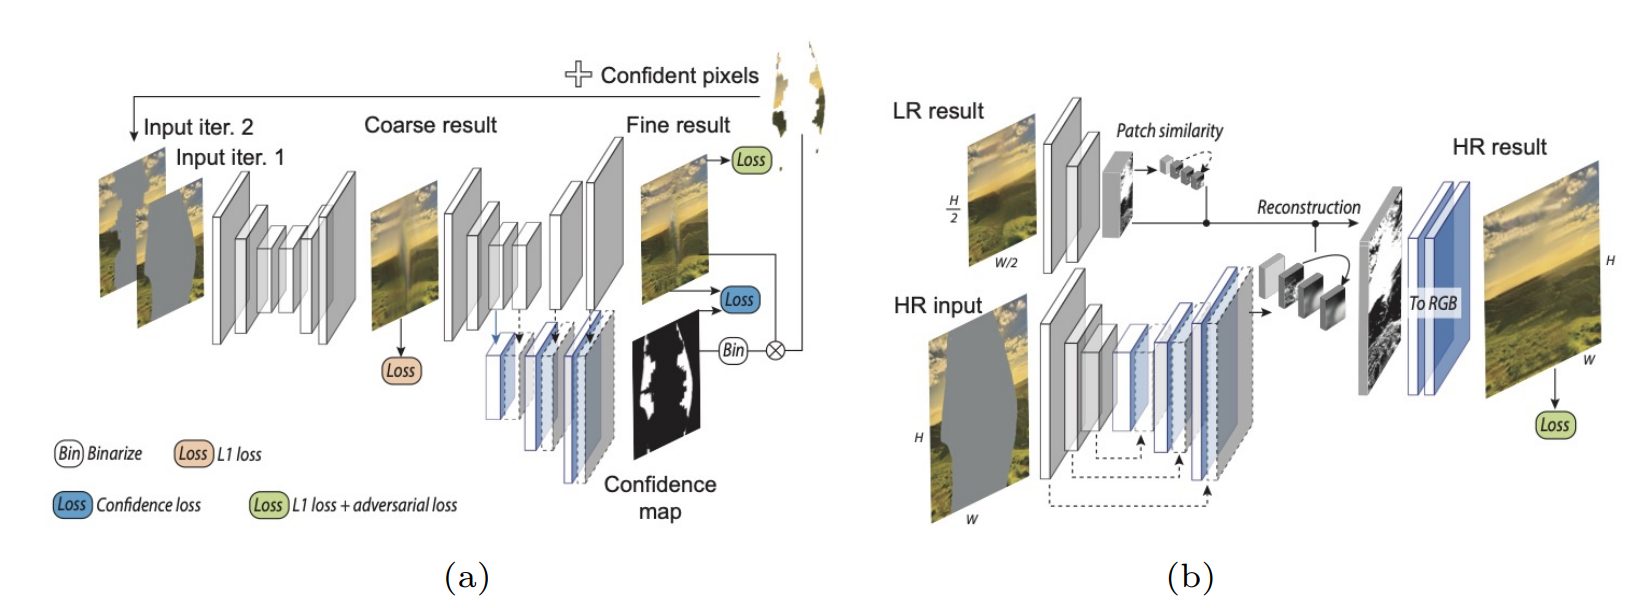 Confident pixels
Input iter. 2
Input iter. 1
Coarse result
Fine result
Loss
Loss
Loss
Bin
Bin Binarize
Loss L1 loss
Loss Confidence loss
Loss L1 loss + adversarial loss
Confidence
map
(a)
LR result
Patch similarity
HR result
H
2
W/2
Reconstruction
HR input
H
W
To RGB
H
W
Loss
(b)